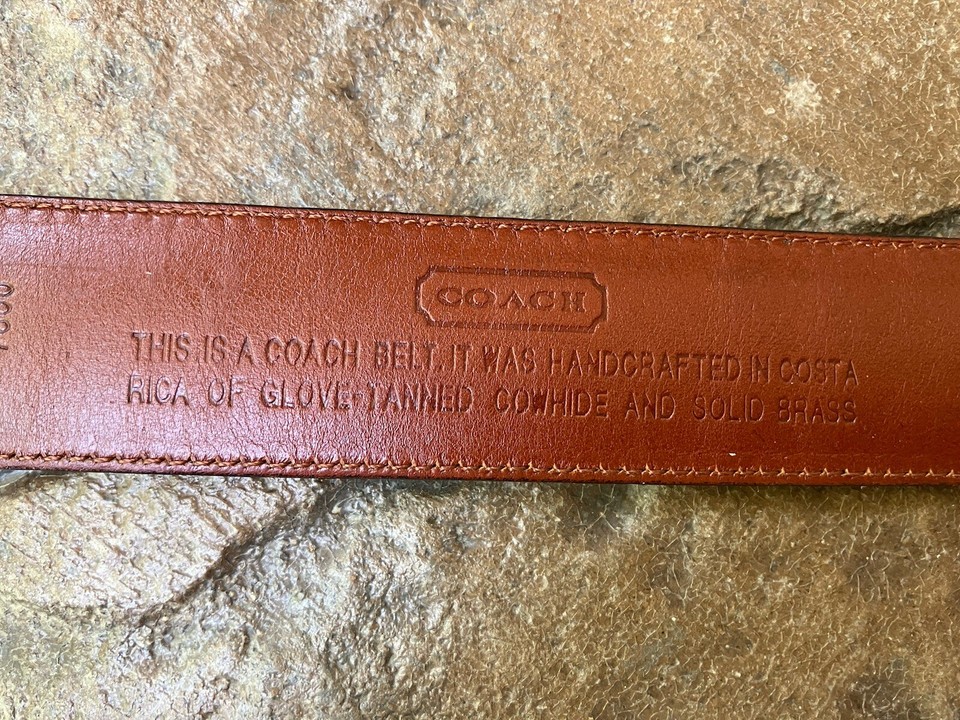 COACH
THIS IS A COACH BELT. IT WAS HANDCRAFTED IN COSTA
RICA OF GLOVE-TANNED COWHIDE AND SOLID BRASS